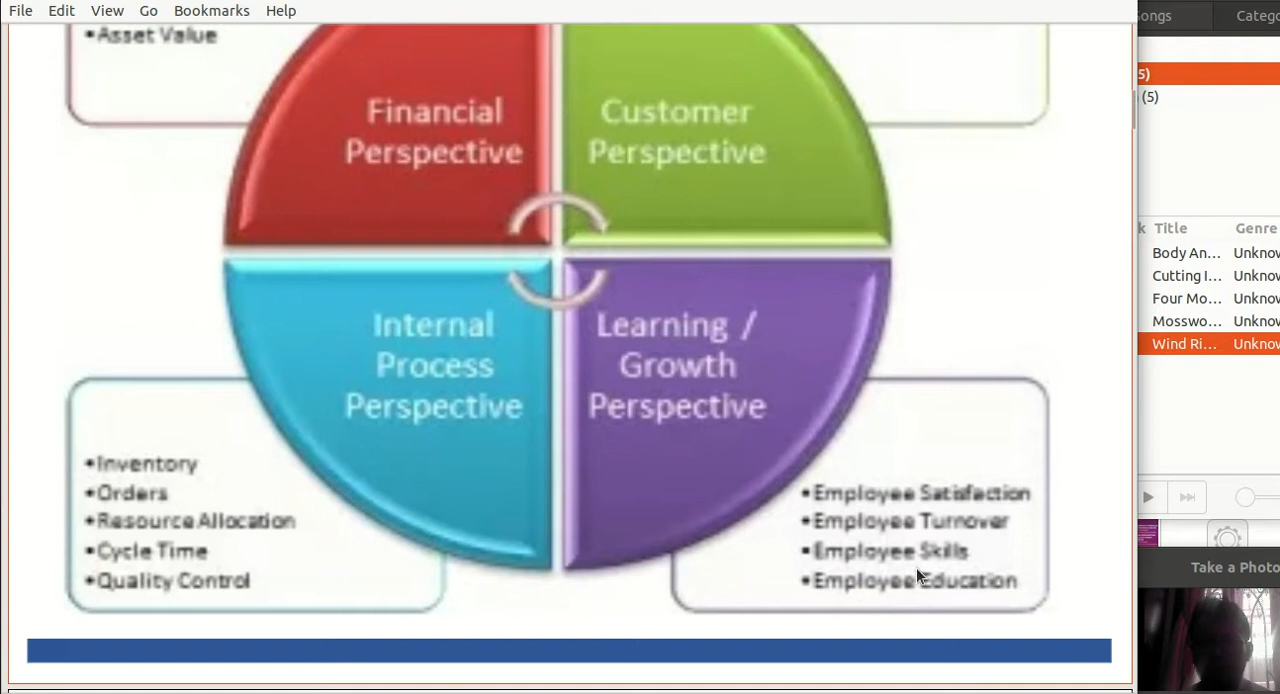 File Edit View Go Bookmarks Help
ongs Catego
•Asset Value
Financial
Perspective
Customer
Perspective
Internal
Process
Perspective
Learning /
Growth
Perspective
•Inventory
•Orders
•Resource Allocation
•Cycle Time
•Quality Control
•Employee Satisfaction
•Employee Turnover
•Employee Skills
•Employee Education
5)
(5)
k Title Genre
Body An... Unknow
Cutting I... Unknow
Four Mo... Unknow
Mosswo... Unknow
Wind Ri... Unknow
Take a Photo